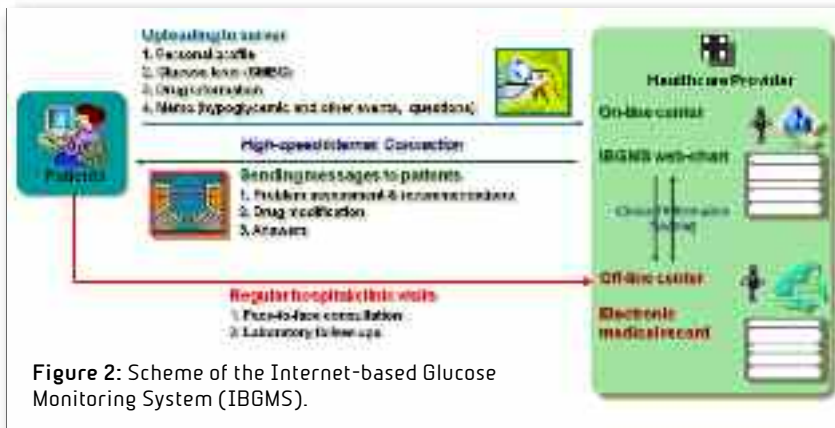 Uploading to server
1. Personal profile
2. Glucose level (SMBG)
3. Drug information
4. Memo (hypoglycemic and other events, questions)
High-speed Internet Connection
Patients
Sending messages to patients
1. Problem assessment & recommendations
2. Drug modification
3. Answers
Regular hospital clinic visits
1. Face-to-face consultation
2. Laboratory follow-ups
Healthcare Provider
On-line center
IBGMS web-chart
Clinical Information
Off-line center
Electronic
medical record
Figure 2: Scheme of the Internet-based Glucose
Monitoring System (IBGMS).